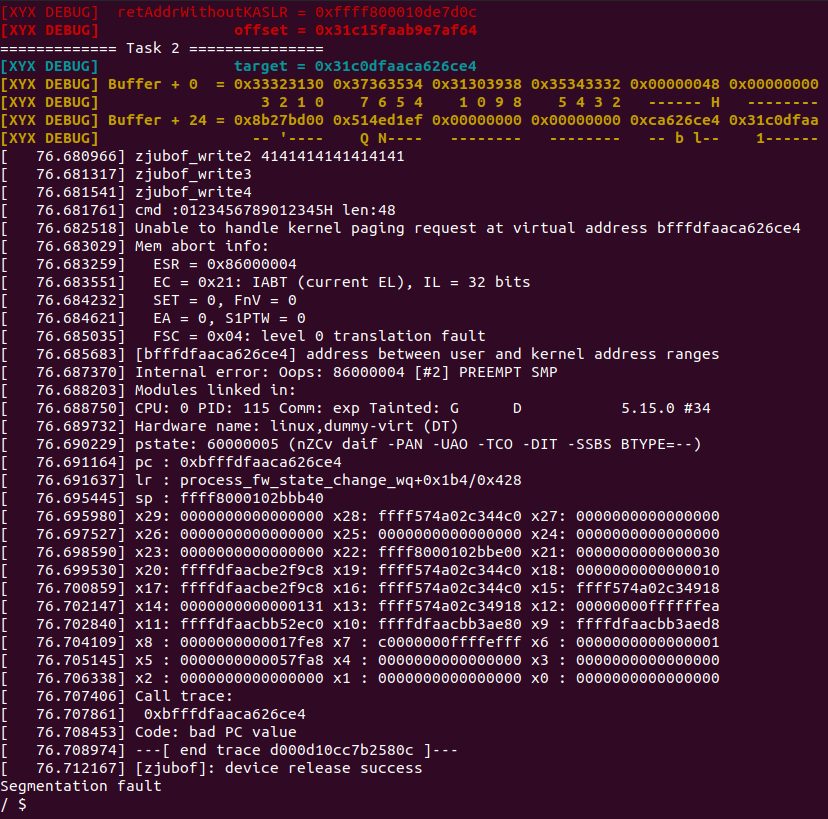 [XYX DEBUG]  retAddrWithoutKASLR = 0xffff800010de7d0c
[XYX DEBUG]               offset = 0x31c15faab9e7af64
============= Task 2 ===============
[XYX DEBUG]               target = 0x31c0dfaaca626ce4
[XYX DEBUG] Buffer + 0  = 0x33323130 0x37363534 0x31303938 0x35343332 0x00000048 0x00000000
[XYX DEBUG]                  3 2 1 0    7 6 5 4    1 0 9 8    5 4 3 2   ------ H   --------
[XYX DEBUG] Buffer + 24 = 0x8b27bd00 0x514ed1ef 0x00000000 0x00000000 0xca626ce4 0x31c0dfaa
[XYX DEBUG]                 -- '----    Q N----   --------   --------   -- b l--    1------
[   76.680966] zjubof_write2 4141414141414141
[   76.681317] zjubof_write3
[   76.681541] zjubof_write4
[   76.681761] cmd :0123456789012345H len:48
[   76.682518] Unable to handle kernel paging request at virtual address bfffdfaaca626ce4
[   76.683029] Mem abort info:
[   76.683259]   ESR = 0x86000004
[   76.683551]   EC = 0x21: IABT (current EL), IL = 32 bits
[   76.684232]   SET = 0, FnV = 0
[   76.684621]   EA = 0, S1PTW = 0
[   76.685035]   FSC = 0x04: level 0 translation fault
[   76.685683] [bfffdfaaca626ce4] address between user and kernel address ranges
[   76.687370] Internal error: Oops: 86000004 [#2] PREEMPT SMP
[   76.688203] Modules linked in:
[   76.688750] CPU: 0 PID: 115 Comm: exp Tainted: G      D           5.15.0 #34
[   76.689732] Hardware name: linux,dummy-virt (DT)
[   76.690229] pstate: 60000005 (nZCv daif -PAN -UAO -TCO -DIT -SSBS BTYPE=--)
[   76.691164] pc : 0xbfffdfaaca626ce4
[   76.691637] lr : process_fw_state_change_wq+0x1b4/0x428
[   76.695445] sp : ffff8000102bbb40
[   76.695980] x29: 0000000000000000 x28: ffff574a02c344c0 x27: 0000000000000000
[   76.697527] x26: 0000000000000000 x25: 0000000000000000 x24: 0000000000000000
[   76.698590] x23: 0000000000000000 x22: ffff8000102bbe00 x21: 0000000000000030
[   76.699530] x20: ffffdfaacbe2f9c8 x19: ffff574a02c344c0 x18: 0000000000000010
[   76.700859] x17: ffffdfaacbe2f9c8 x16: ffff574a02c344c0 x15: ffff574a02c34918
[   76.702147] x14: 0000000000000131 x13: ffff574a02c34918 x12: 00000000ffffffea
[   76.702840] x11: ffffdfaacbb52ec0 x10: ffffdfaacbb3ae80 x9 : ffffdfaacbb3aed8
[   76.704109] x8 : 0000000000017fe8 x7 : c0000000ffffefff x6 : 0000000000000001
[   76.705145] x5 : 0000000000057fa8 x4 : 0000000000000000 x3 : 0000000000000000
[   76.706338] x2 : 0000000000000000 x1 : 0000000000000000 x0 : 0000000000000000
[   76.707406] Call trace:
[   76.707861]  0xbfffdfaaca626ce4
[   76.708453] Code: bad PC value
[   76.708974] ---[ end trace d000d10cc7b2580c ]---
[   76.712167] [zjubof]: device release success
Segmentation fault
/ $